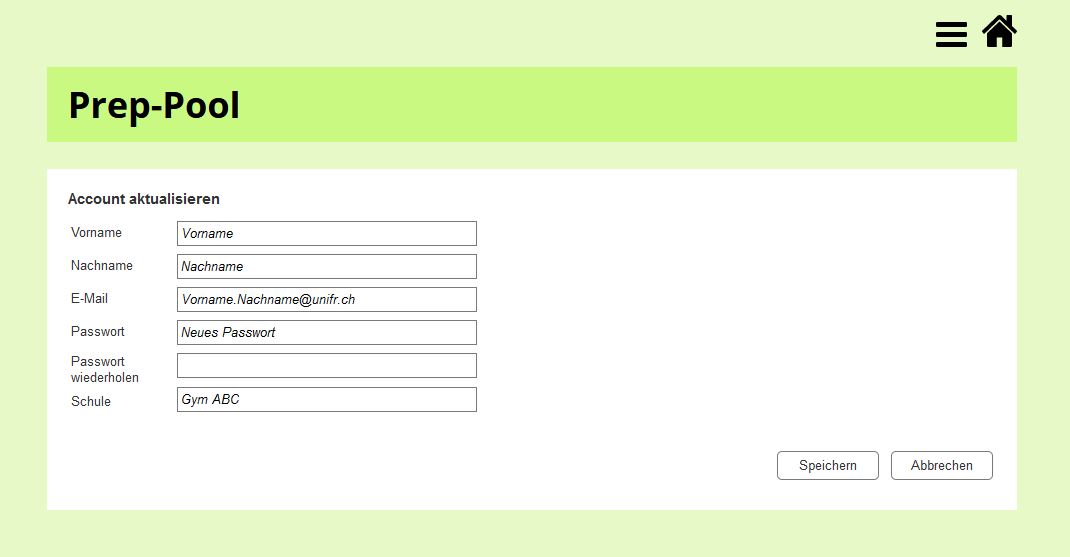 Prep-Pool
Account aktualisieren
Vorname Vorname
Nachname Nachname
E-Mail Vorname.Nachname@unifr.ch
Passwort Neues Passwort
Passwort
wiederholen
Schule Gym ABC
Speichern Abbrechen